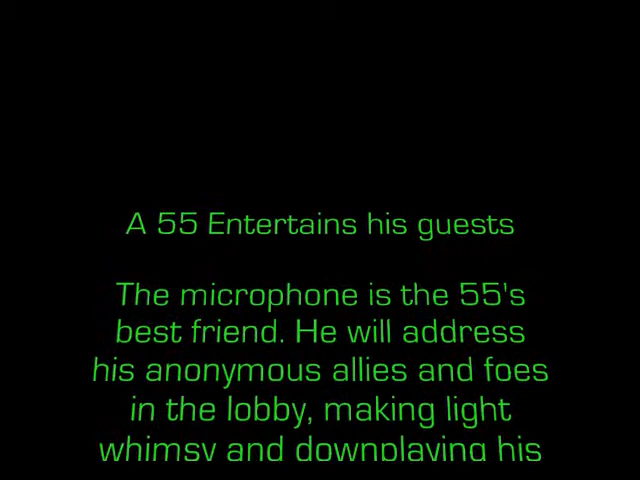 A 55 Entertains his guests
The microphone is the 55's
best friend. He will address
his anonymous allies and foes
in the lobby, making light
whimsy and downplaying his